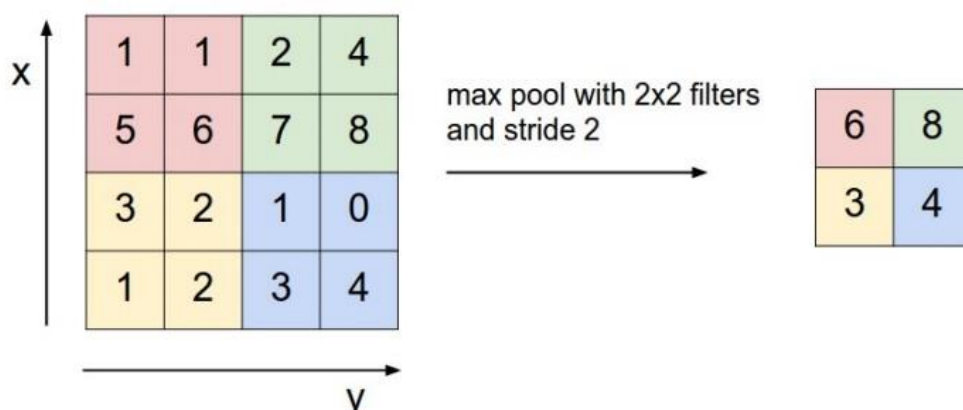 x
1 1 2 4
5 6 7 8
3 2 1 0
1 2 3 4
y
max pool with 2x2 filters
and stride 2
6 8
3 4